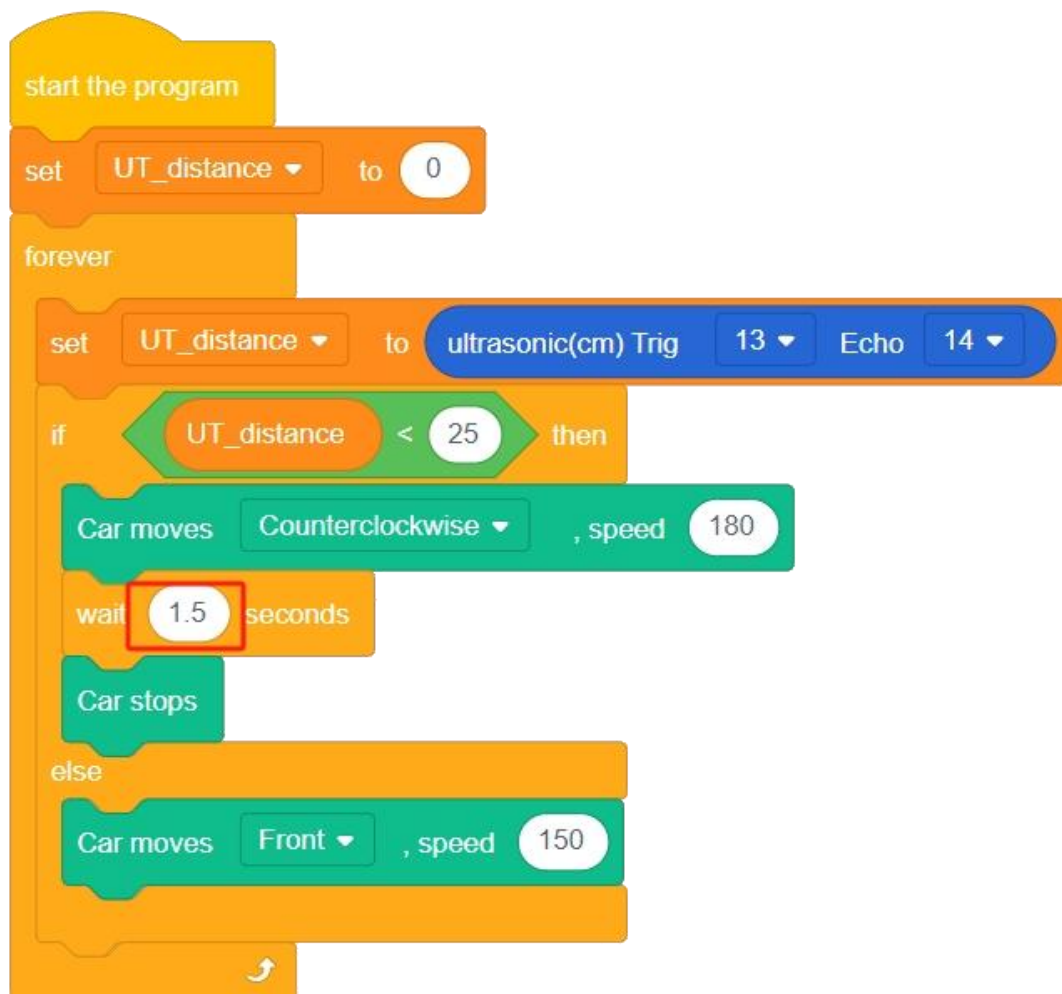 start the program
set UT_distance to 0
forever
set UT_distance to ultrasonic(cm) Trig 13 Echo 14
if UT_distance < 25 then
Car moves Counterclockwise , speed 180
wait 1.5 seconds
Car stops
else
Car moves Front , speed 150